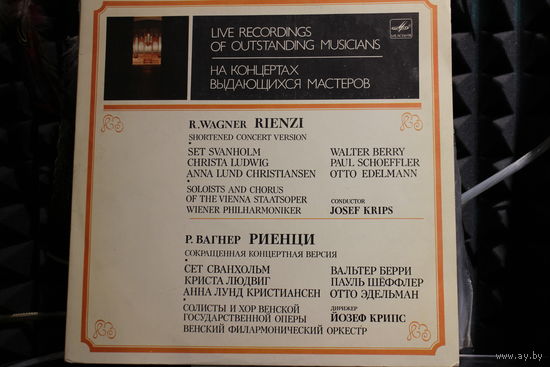 LIVE RECORDINGS
OF OUTSTANDING MUSICIANS
НА КОНЦЕРТАХ
ВЫДАЮЩИХСЯ МАСТЕРОВ
R. WAGNER RIENZI
SHORTENED CONCERT VERSION
SET SVANHOLM WALTER BERRY
CHRISTA LUDWIG PAUL SCHOEFFLER
ANNA LUND CHRISTIANSEN OTTO EDELMANN
SOLOISTS AND CHORUS
OF THE VIENNA STAATSOPER CONDUCTOR
WIENER PHILHARMONIKER JOSEF KRIPS
Р. ВАГНЕР РИЕНЦИ
СОКРАЩЕННАЯ КОНЦЕРТНАЯ ВЕРСИЯ
СЕТ СВАНХОЛЬМ ВАЛЬТЕР БЕРРИ
КРИСТА ЛЮДВИГ ПАУЛЬ ШЕФФЛЕР
АННА ЛУНД КРИСТИАНСЕН ОТТО ЭДЕЛЬМАН
СОЛИСТЫ И ХОР ВЕНСКОЙ ДИРИЖЕР
ГОСУДАРСТВЕННОЙ ОПЕРЫ ЙОЗЕФ КРИПС
ВЕНСКИЙ ФИЛАРМОНИЧЕСКИЙ ОРКЕСТР
www.ay.by